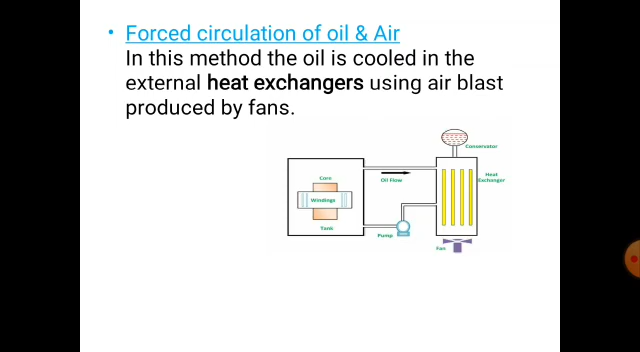 • Forced circulation of oil & Air
In this method the oil is cooled in the
external heat exchangers using air blast
produced by fans.
Conservator
Core
Oil Flow
Heat
Exchanger
Windings
Tank
Pump
Fan